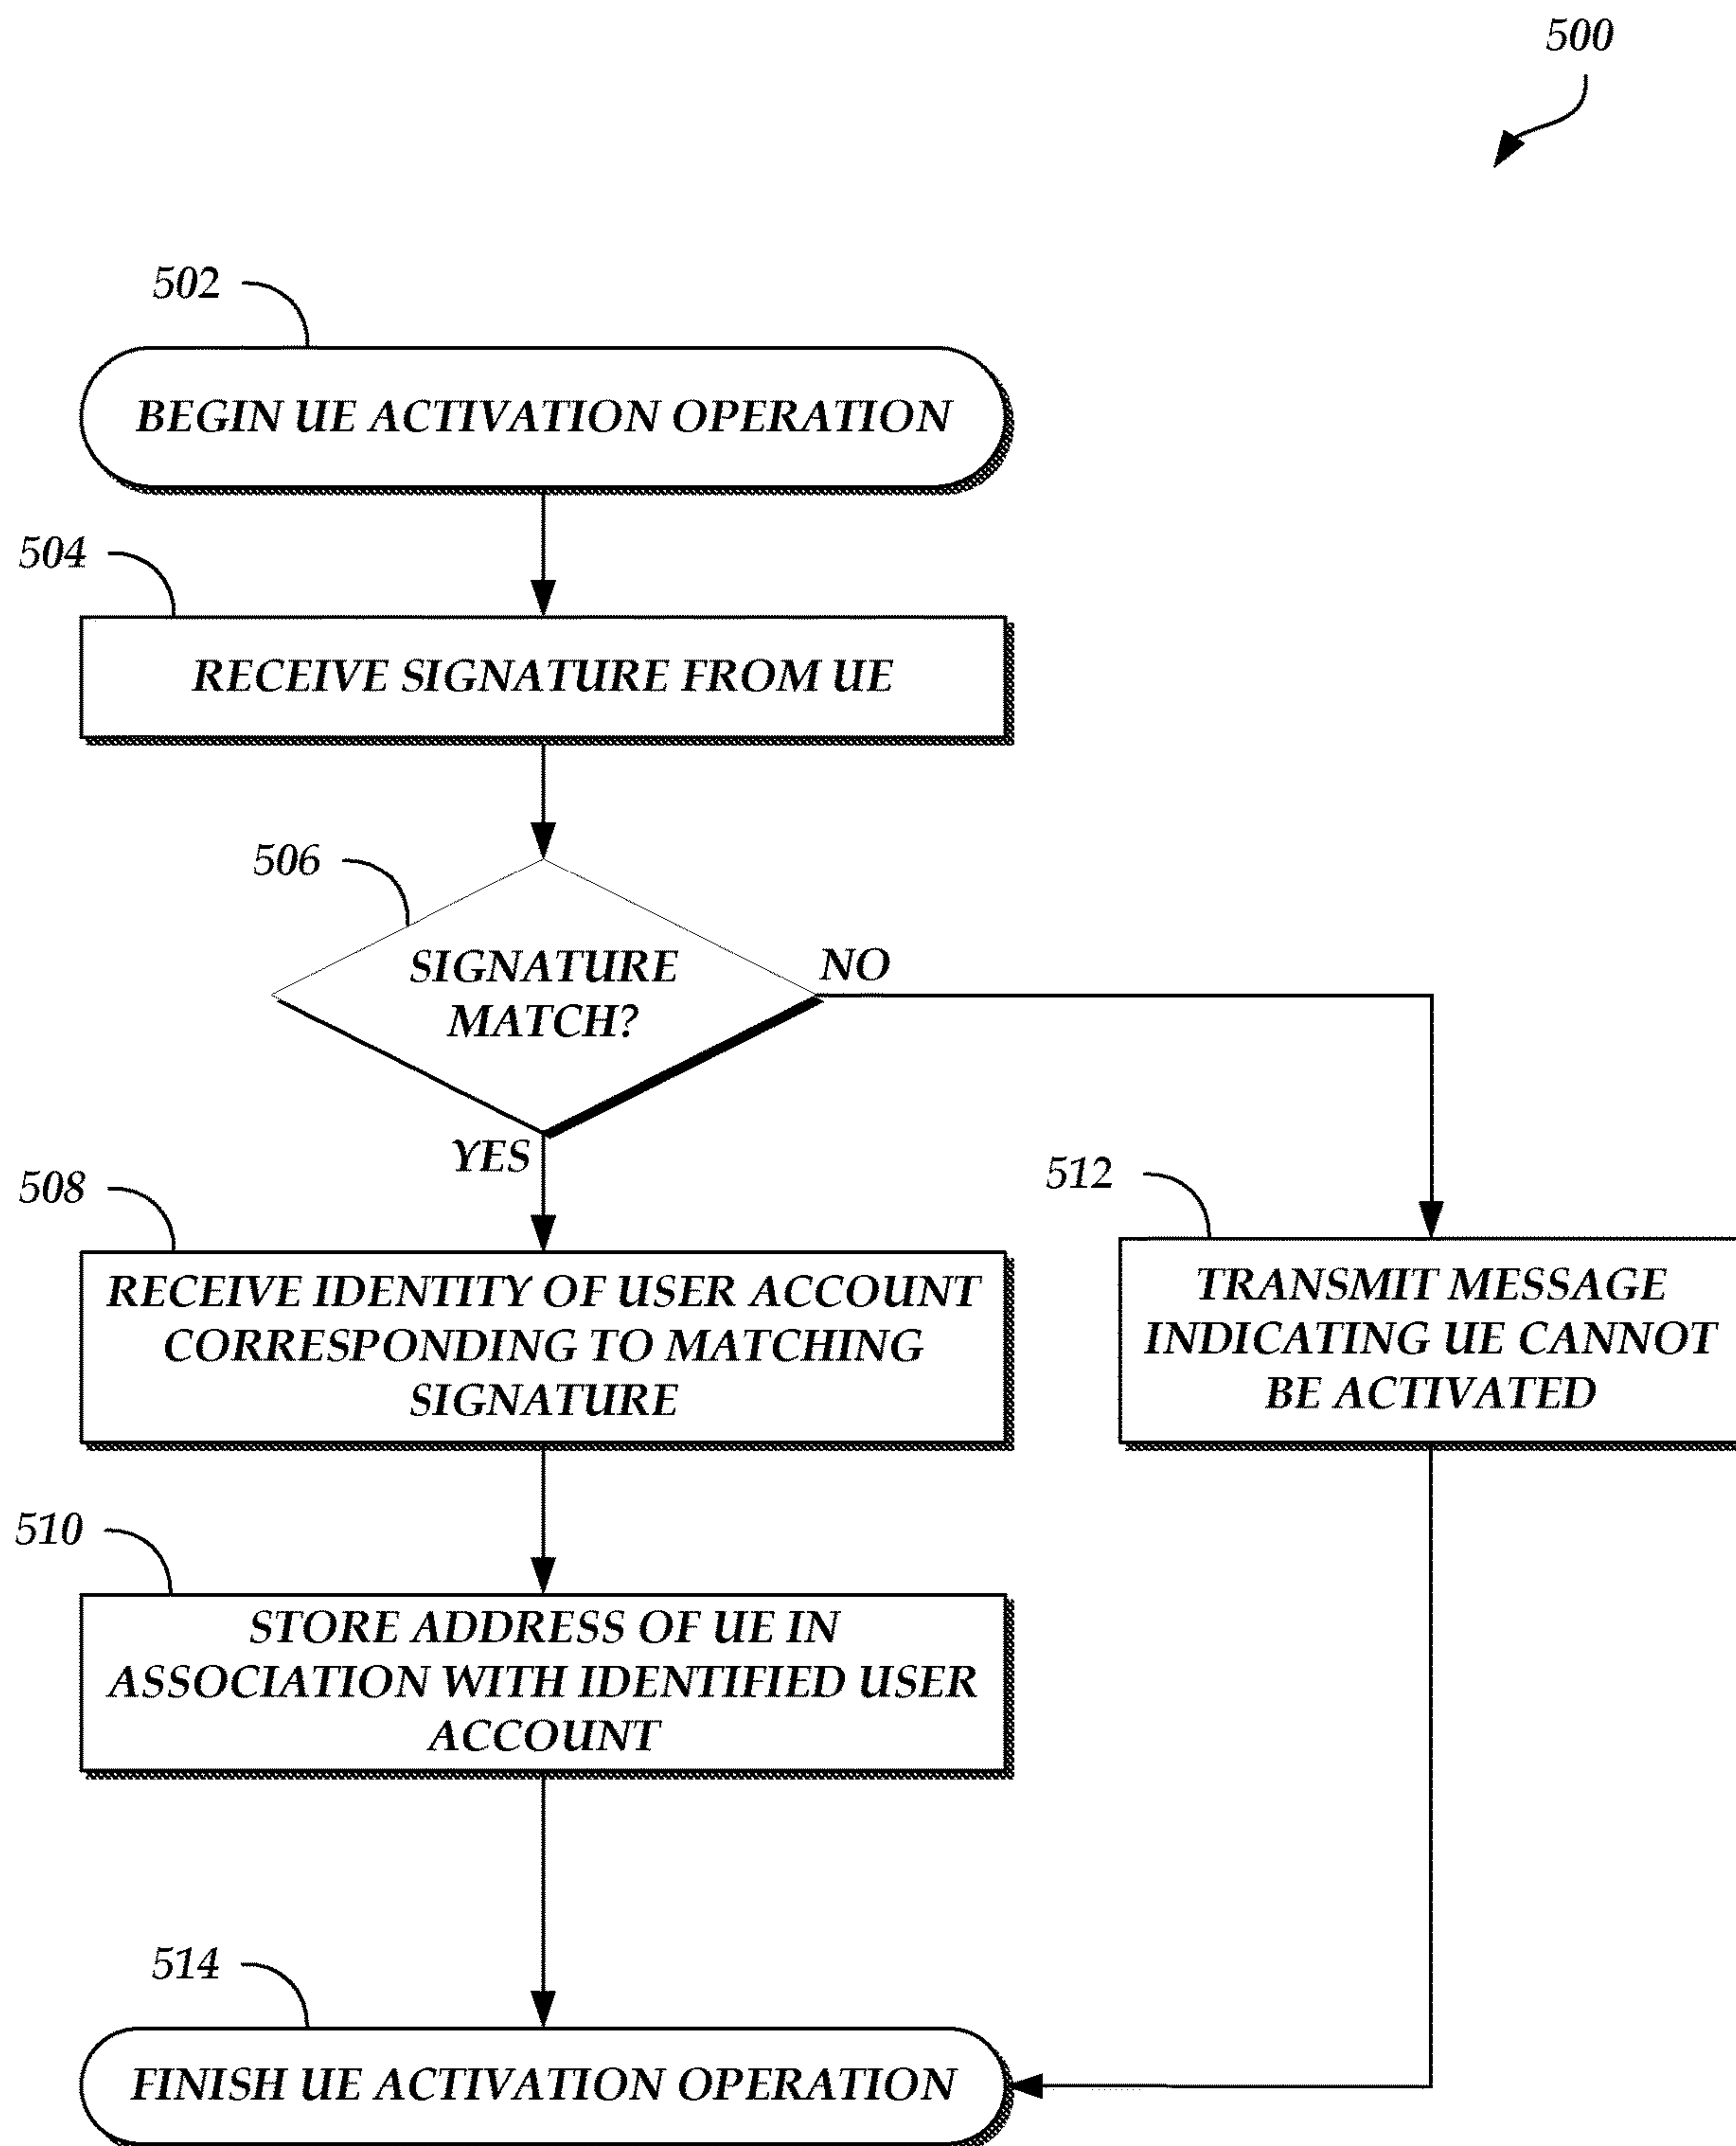 500
502
BEGIN UE ACTIVATION OPERATION
504
RECEIVE SIGNATURE FROM UE
506
SIGNATURE
MATCH?
NO
YES
508
RECEIVE IDENTITY OF USER ACCOUNT
CORRESPONDING TO MATCHING
SIGNATURE
512
TRANSMIT MESSAGE
INDICATING UE CANNOT
BE ACTIVATED
510
STORE ADDRESS OF UE IN
ASSOCIATION WITH IDENTIFIED USER
ACCOUNT
514
FINISH UE ACTIVATION OPERATION